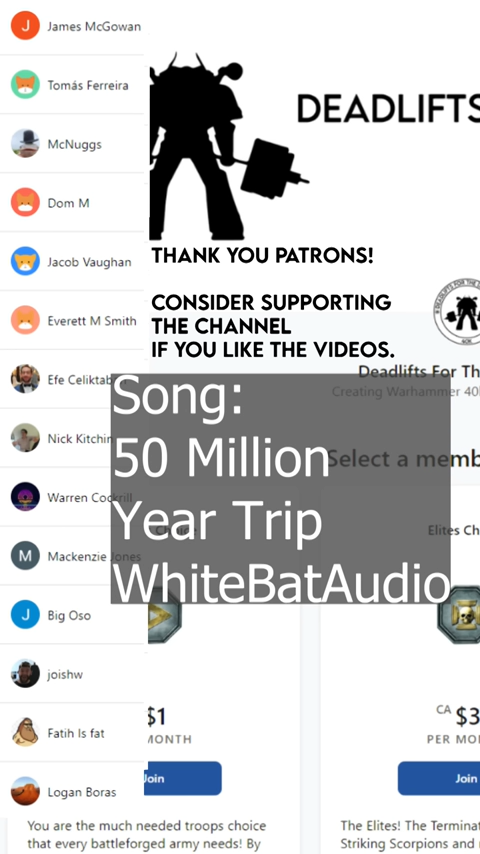 James McGowan
Tomás Ferreira
McNuggs
Dom M
Jacob Vaughan
Everett M Smith
Efe Celiktab
Nick Kitchin
Warren Cockrill
Mackenzie Jones
Big Oso
joishw
Fatih Is fat
Logan Boras
DEADLIFTS
THANK YOU PATRONS!
CONSIDER SUPPORTING
THE CHANNEL
IF YOU LIKE THE VIDEOS.
Deadlifts For Th
Creating Warhammer 40
Song:
50 Million
Year Trip
WhiteBatAudio
Select a memb
$1
MONTH
Join
You are the much needed troops choice
that every battleforged army needs! By
Elites Ch
CA $3
PER MO
Join
The Elites! The Terminat
Striking Scorpions and